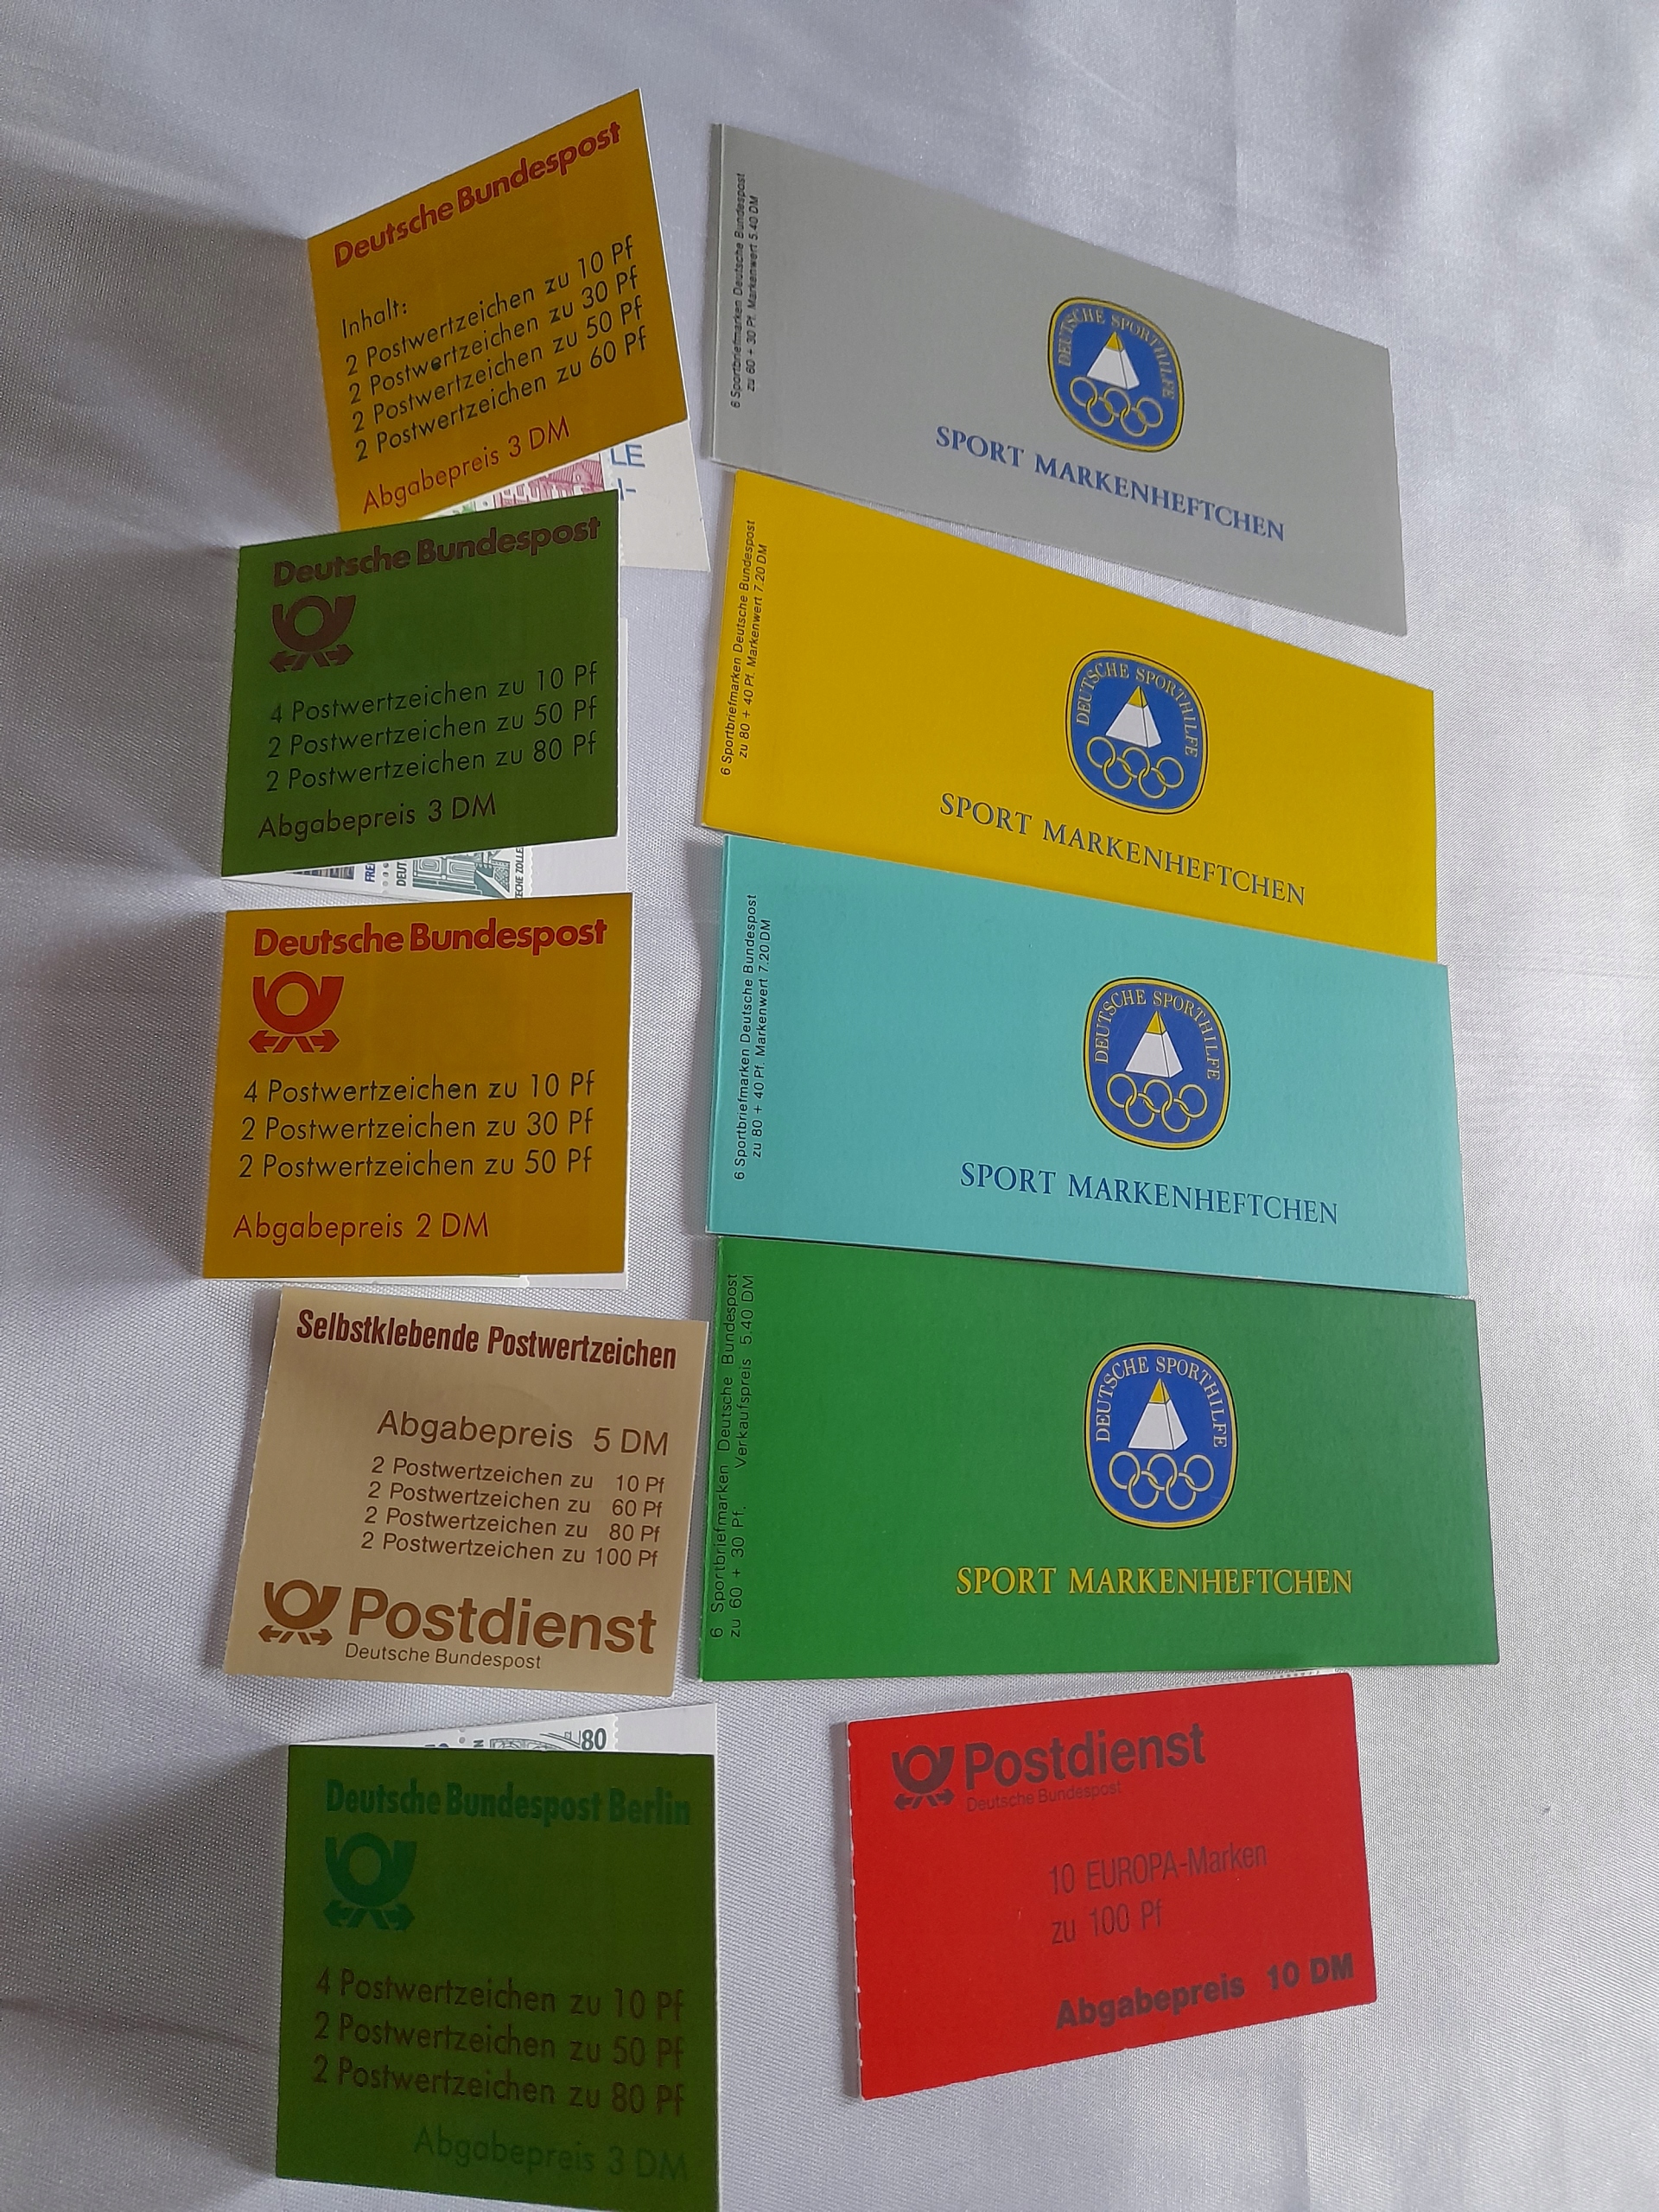 Deutsche Bundespost
Inhalt:
2 Postwertzeichen zu 10 Pf
2 Postwertzeichen zu 30 Pf
2 Postwertzeichen zu 50 Pf
2 Postwertzeichen zu 60 Pf
Abgabepreis 3 DM
LE
I-
Deutsche Bundespost
4 Postwertzeichen zu 10 Pf
2 Postwertzeichen zu 50 Pf
2 Postwertzeichen zu 80 Pf
Abgabepreis 3 DM
FRE
DEUT
ECHE ZOLLE
Deutsche Bundespost
4 Postwertzeichen zu 10 Pf
2 Postwertzeichen zu 30 Pf
2 Postwertzeichen zu 50 Pf
Abgabepreis 2 DM
Selbstklebende Postwertzeichen
Abgabepreis 5 DM
2 Postwertzeichen zu 10 Pf
2 Postwertzeichen zu 60 Pf
2 Postwertzeichen zu 80 Pf
2 Postwertzeichen zu 100 Pf
Postdienst
Deutsche Bundespost
80
Deutsche Bundespost Berlin
4 Postwertzeichen zu 10 Pf
2 Postwertzeichen zu 50 Pf
2 Postwertzeichen zu 80 Pf
Abgabepreis 3 DM
6 Sportbriefmarken Deutsche Bundespost
zu 60 + 30 Pf. Markenwert 5.40 DM
DEUTSCHE SPORTHILFE
SPORT MARKENHEFTCHEN
6 Sportbriefmarken Deutsche Bundespost
zu 80 + 40 Pf. Markenwert 7.20 DM
DEUTSCHE SPORTHILFE
SPORT MARKENHEFTCHEN
6 Sportbriefmarken Deutsche Bundespost
zu 80 + 40 Pf. Markenwert 7.20 DM
DEUTSCHE SPORTHILFE
SPORT MARKENHEFTCHEN
6 Sportbriefmarken Deutsche Bundespost
zu 60 + 30 Pf. Verkaufspreis 5.40 DM
DEUTSCHE SPORTHILFE
SPORT MARKENHEFTCHEN
Postdienst
Deutsche Bundespost
10 EUROPA-Marken
zu 100 Pf
Abgabepreis 10 DM